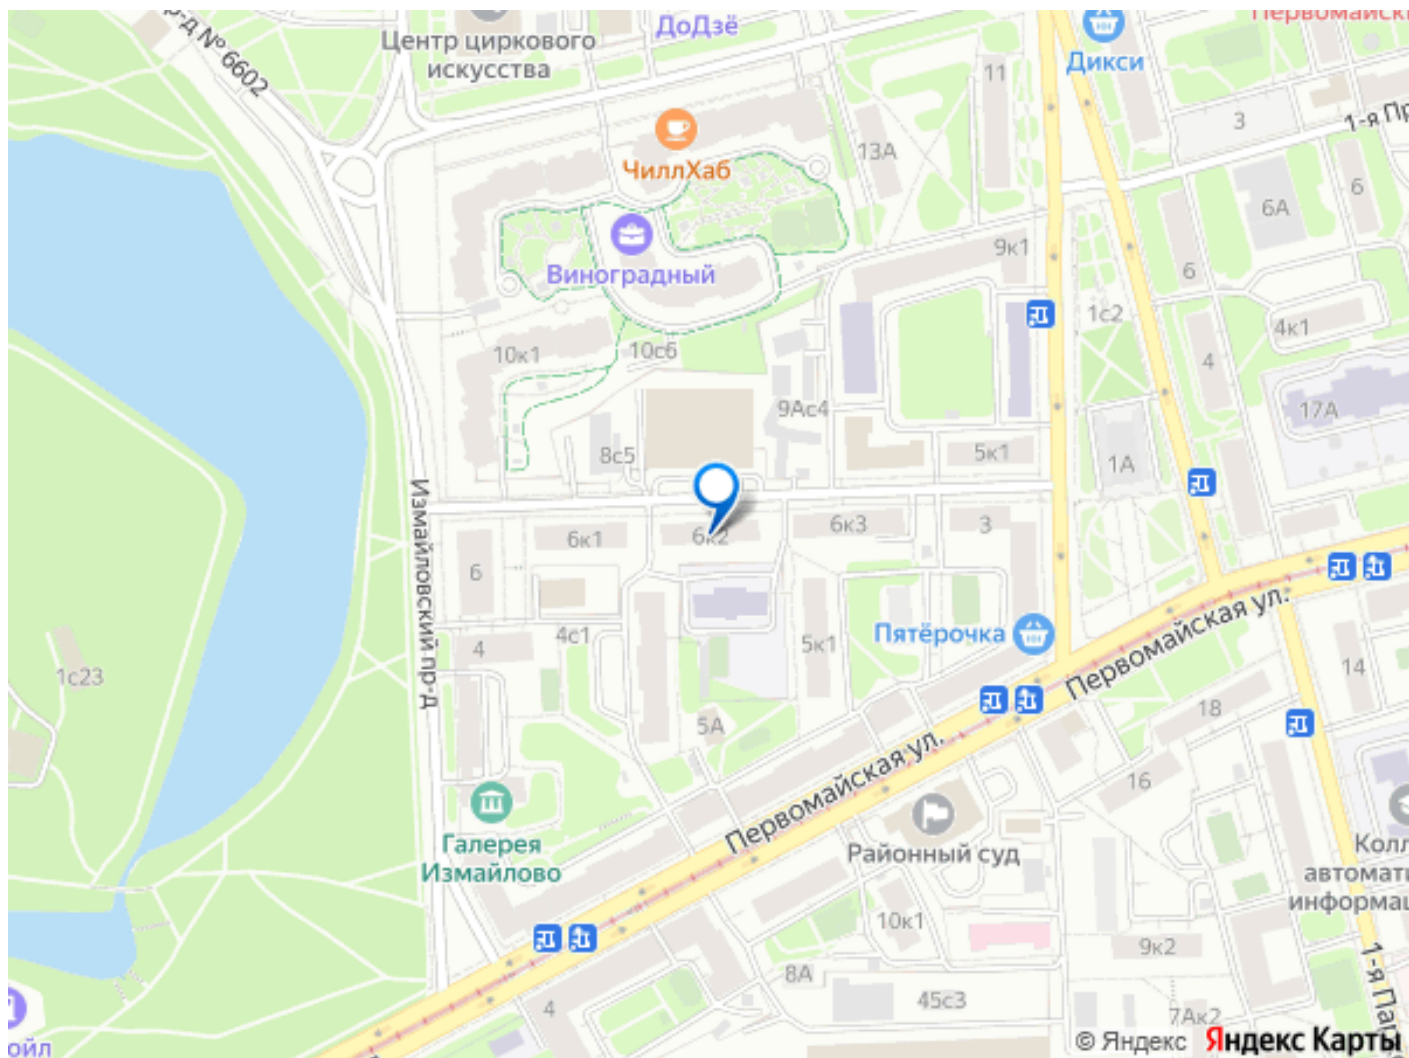 р-д № 6602
Центр циркового
искусства
ДоДзё
Дикси
Первомайск
11
3
1-я Пр
ЧиллХаб
13А
6А
6
Виноградный
9к1
6
1с2
4к1
10к1
10с6
4
9Ас4
17А
8с5
5к1
1А
Измайловский пр-д
6к1
6к2
6к3
3
6
4с1
4
5к1
Пятёрочка
Первомайская ул.
1с23
14
5А
18
Первомайская ул.
16
Галерея
Измайлово
Районный суд
Колл
автомати
информац
10к1
9к2
8А
45с3
4
7Ак2
1-я Пар
ойл
© Яндекс Яндекс Карты